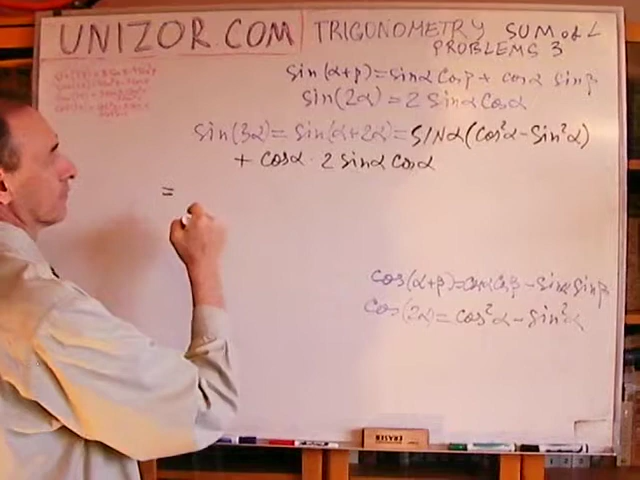 UNIZOR.COM
TRIGONOMETRY SUM of ∠
PROBLEMS 3
sin(α+β)=sinα cosβ + cosα sinβ
sin(2α) = 2 sinα cosα
sin(3α)= sin(α+2α)= SINα(cos²α-sin²α)
+ cosα · 2 sinα cosα
=
cos(α+β)=cosα cosβ - sinα sinβ
cos(2α)= cos²α - sin²α
ERASER